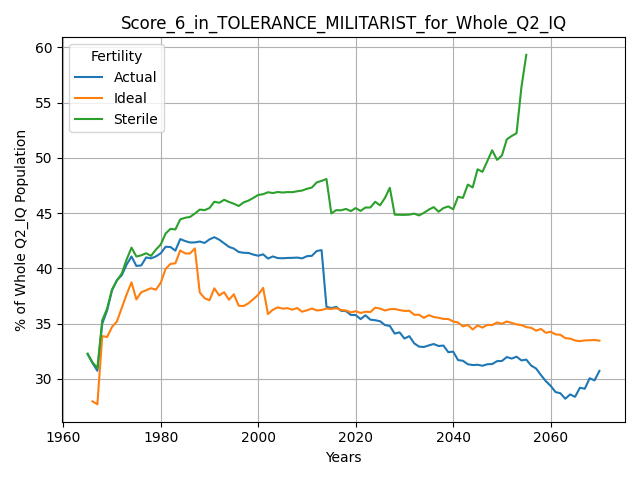 Score_6_in_TOLERANCE_MILITARIST_for_Whole_Q2_IQ
Fertility
Actual
Ideal
Sterile
% of Whole Q2_IQ Population
60
55
50
45
40
35
30
1960
1980
2000
2020
2040
2060
Years